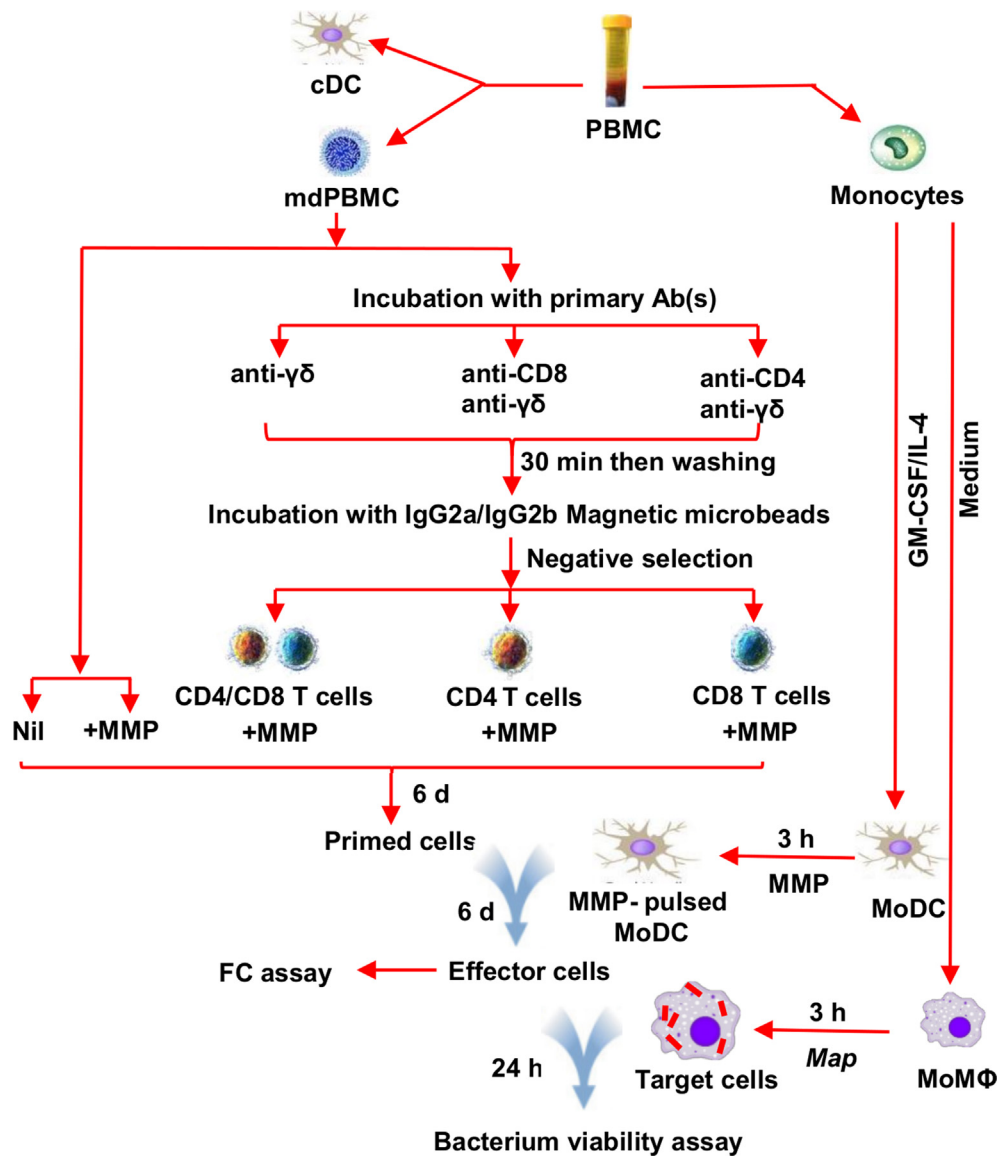 cDC
PBMC
mdPBMC
Monocytes
Incubation with primary Ab(s)
anti-γδ
anti-CD8
anti-γδ
anti-CD4
anti-γδ
30 min then washing
Incubation with IgG2a/IgG2b Magnetic microbeads
Negative selection
GM-CSF/IL-4
Medium
CD4/CD8 T cells
+MMP
CD4 T cells
+MMP
CD8 T cells
+MMP
Nil
+MMP
6 d
Primed cells
3 h
MMP
MMP- pulsed
MoDC
MoDC
6 d
FC assay
Effector cells
3 h
Map
24 h
Target cells
MoMΦ
Bacterium viability assay